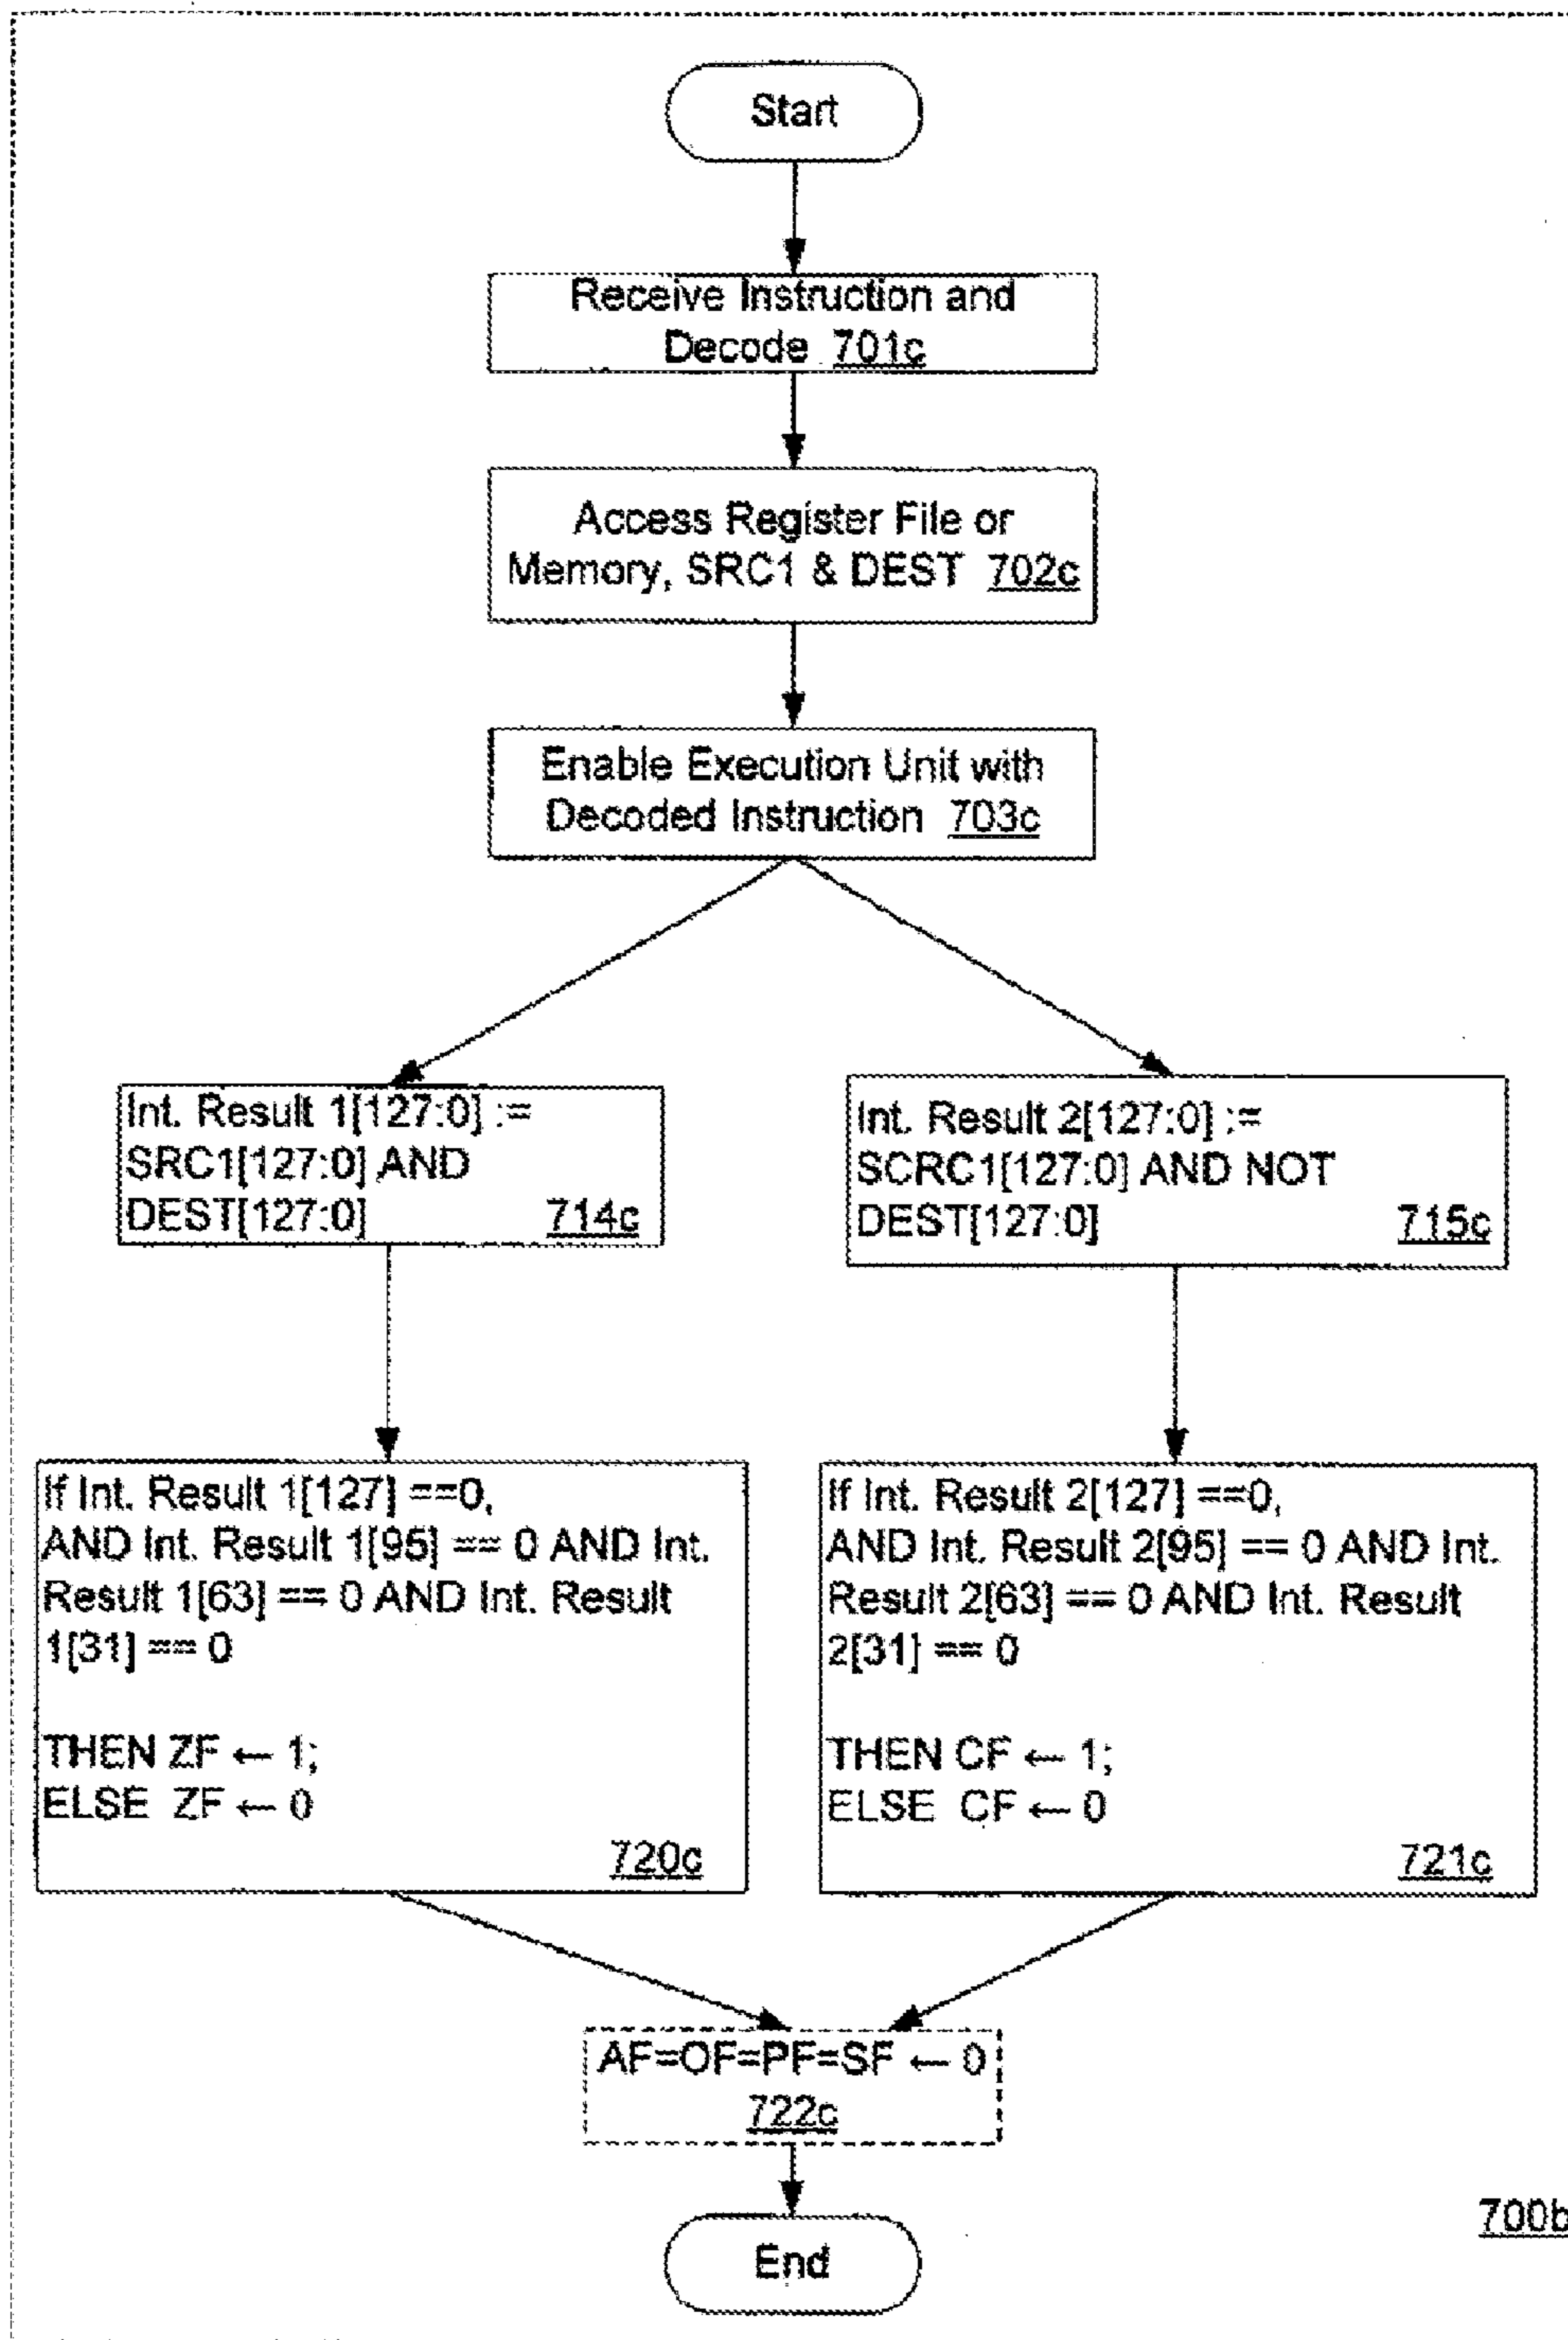 Start
Receive Instruction and
Decode 701c
Access Register File or
Memory, SRC1 & DEST 702c
Enable Execution Unit with
Decoded Instruction 703c
Int. Result 1[127:0] :=
SRC1[127:0] AND
DEST[127:0] 714c
Int. Result 2[127:0] :=
SCRC1[127:0] AND NOT
DEST[127:0] 715c
If Int. Result 1[127] ==0,
AND Int. Result 1[95] == 0 AND Int.
Result 1[63] == 0 AND Int. Result
1[31] == 0
THEN ZF ← 1;
ELSE ZF ← 0
720c
If Int. Result 2[127] ==0,
AND Int. Result 2[95] == 0 AND Int.
Result 2[63] == 0 AND Int. Result
2[31] == 0
THEN CF ← 1;
ELSE CF ← 0
721c
AF=OF=PF=SF ← 0
722c
End
700b